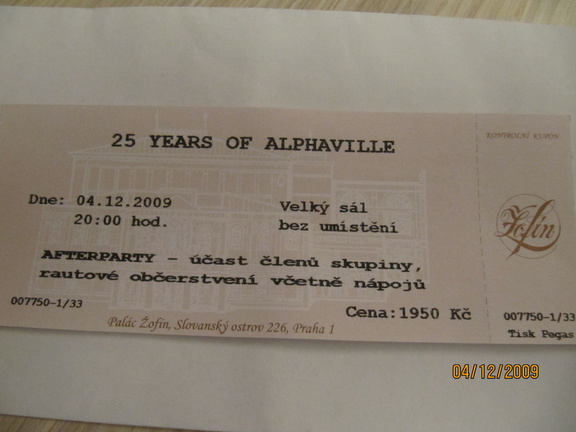 25 YEARS OF ALPHAVILLE
KONTROLNÍ KUPÓN
Dne: 04.12.2009
20:00 hod.
Velký sál
bez umístění
Žofín
AFTERPARTY - účast členů skupiny,
rautové občerstvení včetně nápojů
007750-1/33
Cena:1950 Kč
Palác Žofín, Slovanský ostrov 226, Praha 1
007750-1/33
Tisk Pegas
04/12/2009